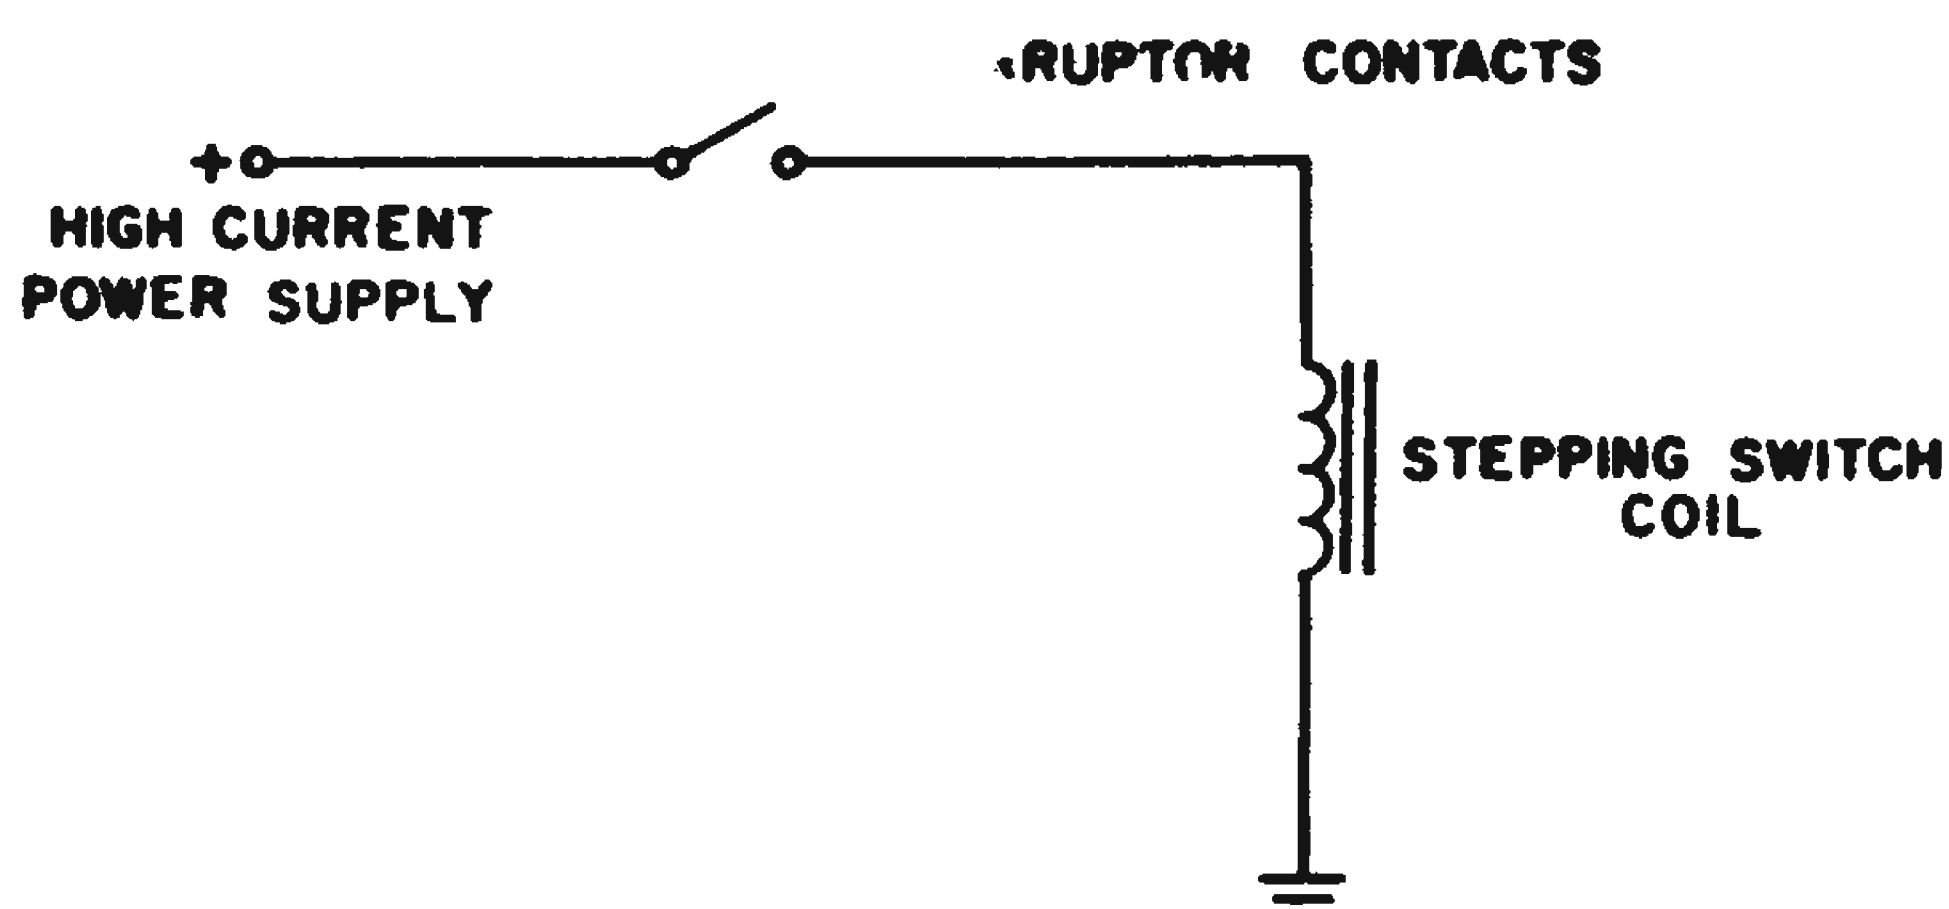 RUPTOR CONTACTS
+
HIGH CURRENT
POWER SUPPLY
STEPPING SWITCH
COIL